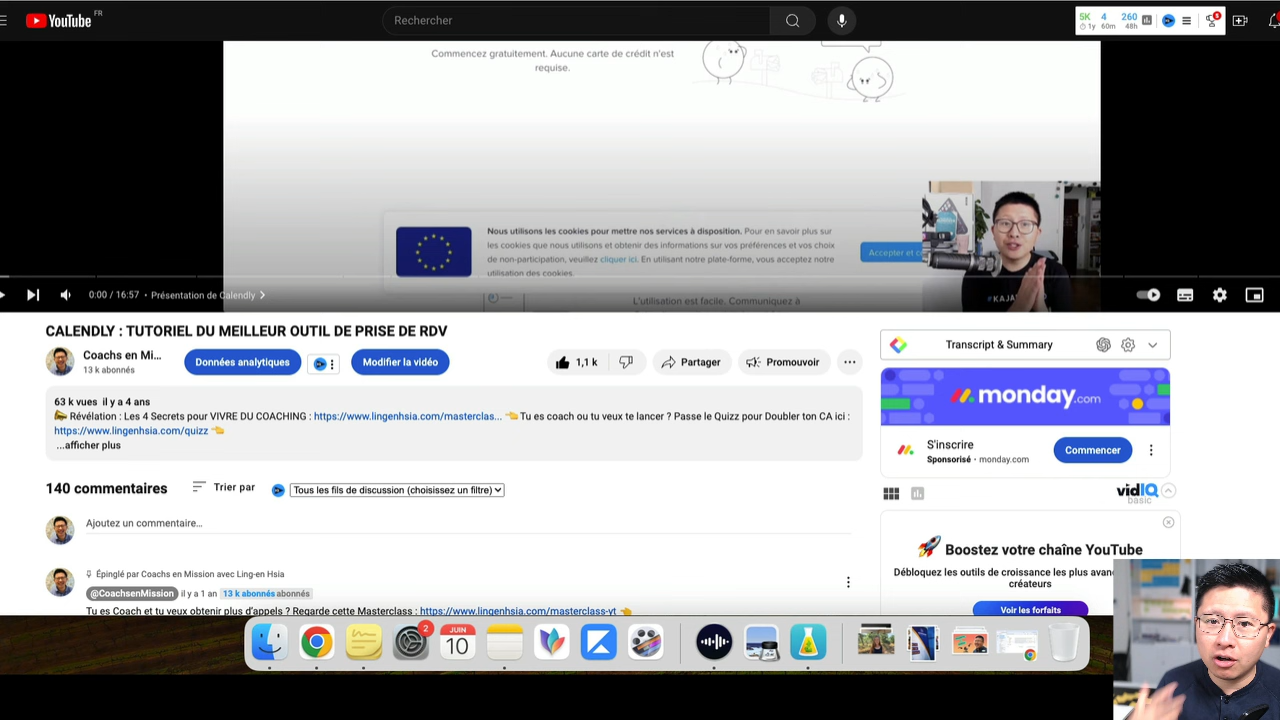 YouTube FR
Rechercher
5K 4 260
1y 60m 48h
8
Commencez gratuitement. Aucune carte de crédit n'est
requise.
Nous utilisons les cookies pour mettre nos services à disposition. Pour en savoir plus sur
les cookies que nous utilisons et obtenir des informations sur vos préférences et vos choix
de non-participation, veuillez cliquer ici. En utilisant notre plate-forme, vous acceptez notre
utilisation des cookies.
Accepter et
L'utilisation est facile. Communiquez à
#KAJA
0:00 / 16:57 • Présentation de Calendly
CALENDLY : TUTORIEL DU MEILLEUR OUTIL DE PRISE DE RDV
Coachs en Mi...
13 k abonnés
Données analytiques
Modifier la vidéo
1,1 k
Partager
Promouvoir
63 k vues il y a 4 ans
Révélation : Les 4 Secrets pour VIVRE DU COACHING : https://www.lingenhsia.com/masterclas... Tu es coach ou tu veux te lancer ? Passe le Quizz pour Doubler ton CA ici :
https://www.lingenhsia.com/quizz
...afficher plus
140 commentaires
Trier par
Tous les fils de discussion (choisissez un filtre)
Ajoutez un commentaire...
Épinglé par Coachs en Mission avec Ling-en Hsia
@CoachsenMission il y a 1 an 13 k abonnés abonnés
Tu es Coach et tu veux obtenir plus d'appels ? Regarde cette Masterclass : https://www.lingenhsia.com/masterclass-yt
Transcript & Summary
monday.com
S'inscrire
Sponsorisé · monday.com
Commencer
vidIQ
basic
Boostez votre chaîne YouTube
Débloquez les outils de croissance les plus avan
créateurs
Voir les forfaits
2
JUIN
10